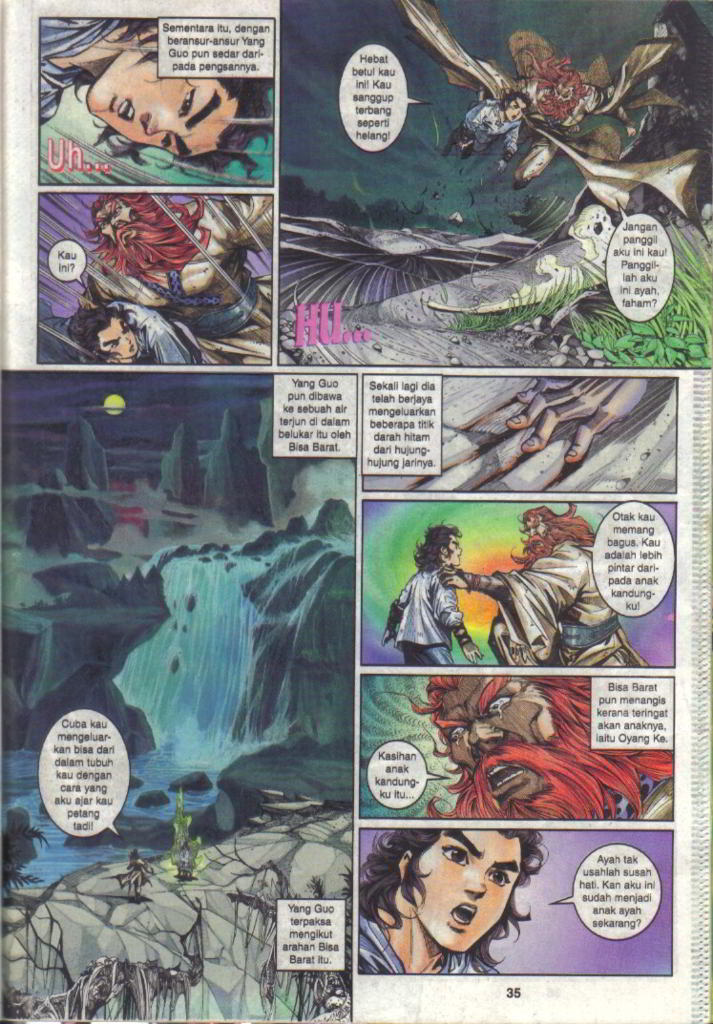 Sementara itu, dengan
beransur-ansur Yang
Guo pun sedar dari-
pada pengsannya.
Uh...
Kau
ini?
Hebat
betul kau
ini! Kau
sanggup
terbang
seperti
helang!
Jangan
panggil
aku ini kau!
Panggil-
lah aku
ini ayah,
faham?
HU...
Yang Guo
pun dibawa
ke sebuah air
terjun di dalam
belukar itu oleh
Bisa Barat.
Cuba kau
mengeluar-
kan bisa dari
dalam tubuh
kau dengan
cara yang
aku ajar kau
petang
tadi!
Yang Guo
terpaksa
mengikut
arahan Bisa
Barat itu.
Sekali lagi dia
telah berjaya
mengeluarkan
beberapa titik
darah hitam
dari hujung-
hujung jarinya.
Otak kau
memang
bagus. Kau
adalah lebih
pintar dari-
pada anak
kandung-
ku!
Bisa Barat
pun menangis
kerana teringat
akan anaknya,
iaitu Oyang Ke.
Kasihan
anak
kandung-
ku itu...
Ayah tak
usahlah susah
hati. Kan aku ini
sudah menjadi
anak ayah
sekarang?
35